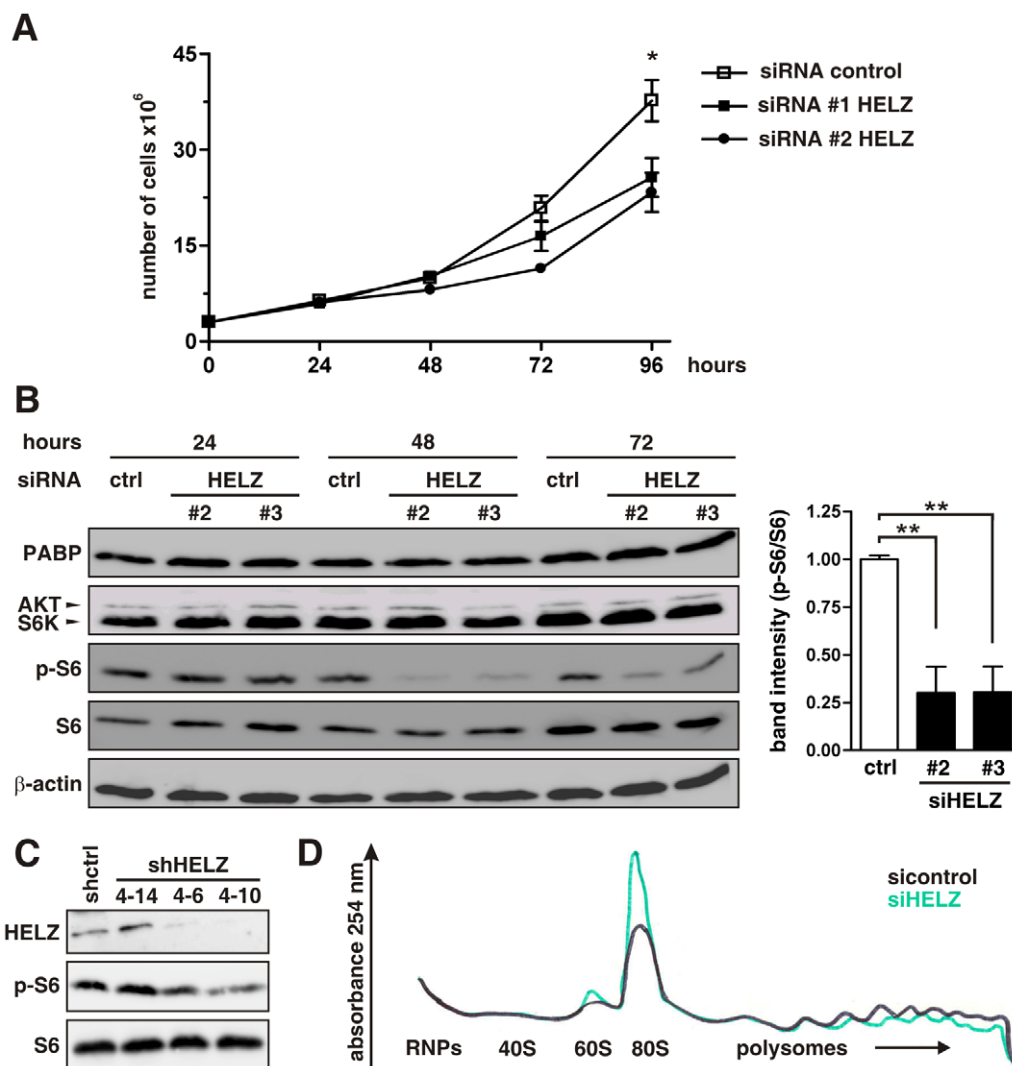 A
45
30
15
0
number of cells x10⁶
0 24 48 72 96 hours
*
siRNA control
siRNA #1 HELZ
siRNA #2 HELZ
B
hours 24 48 72
siRNA ctrl HELZ ctrl HELZ ctrl HELZ
#2 #3 #2 #3 #2 #3
PABP
AKT
S6K
p-S6
S6
β-actin
band intensity (p-S6/S6)
1.25
1.00
0.75
0.50
0.25
0.00
**
**
ctrl #2 #3
siHELZ
C
shctrl shHELZ
4-14 4-6 4-10
HELZ
p-S6
S6
D
absorbance 254 nm
sicontrol
siHELZ
RNPs 40S 60S 80S polysomes